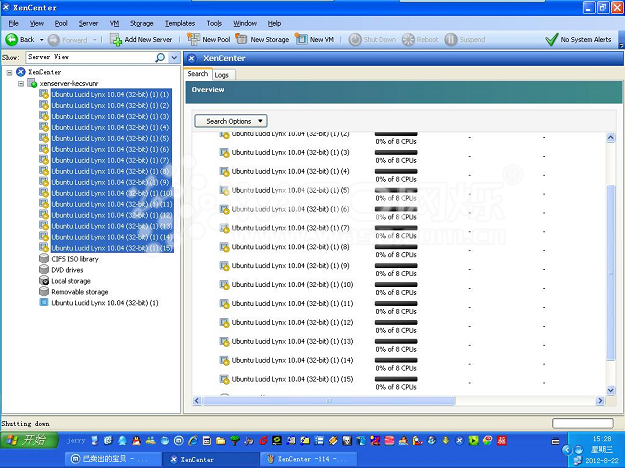 XenCenter
File View Pool Server VM Storage Templates Tools Window Help
Back Forward Add New Server New Pool New Storage New VM Shut Down Reboot Suspend No System Alerts
Show: Server View
XenCenter
xenserver-kecsvunr
Ubuntu Lucid Lynx 10.04 (32-bit) (1) (1)
Ubuntu Lucid Lynx 10.04 (32-bit) (1) (2)
Ubuntu Lucid Lynx 10.04 (32-bit) (1) (3)
Ubuntu Lucid Lynx 10.04 (32-bit) (1) (4)
Ubuntu Lucid Lynx 10.04 (32-bit) (1) (5)
Ubuntu Lucid Lynx 10.04 (32-bit) (1) (6)
Ubuntu Lucid Lynx 10.04 (32-bit) (1) (7)
Ubuntu Lucid Lynx 10.04 (32-bit) (1) (8)
Ubuntu Lucid Lynx 10.04 (32-bit) (1) (9)
Ubuntu Lucid Lynx 10.04 (32-bit) (1) (10)
Ubuntu Lucid Lynx 10.04 (32-bit) (1) (11)
Ubuntu Lucid Lynx 10.04 (32-bit) (1) (12)
Ubuntu Lucid Lynx 10.04 (32-bit) (1) (13)
Ubuntu Lucid Lynx 10.04 (32-bit) (1) (14)
Ubuntu Lucid Lynx 10.04 (32-bit) (1) (15)
CIFS ISO library
DVD drives
Local storage
Removable storage
Ubuntu Lucid Lynx 10.04 (32-bit) (1)
XenCenter
Search Logs
Overview
Search Options
Ubuntu Lucid Lynx 10.04 (32-bit) (1) (2) - -
0% of 8 CPUs
Ubuntu Lucid Lynx 10.04 (32-bit) (1) (3) - -
0% of 8 CPUs
Ubuntu Lucid Lynx 10.04 (32-bit) (1) (4) - -
0% of 8 CPUs
Ubuntu Lucid Lynx 10.04 (32-bit) (1) (5) - -
0% of 8 CPUs
Ubuntu Lucid Lynx 10.04 (32-bit) (1) (6) - -
0% of 8 CPUs
Ubuntu Lucid Lynx 10.04 (32-bit) (1) (7) - -
0% of 8 CPUs
Ubuntu Lucid Lynx 10.04 (32-bit) (1) (8) - -
0% of 8 CPUs
Ubuntu Lucid Lynx 10.04 (32-bit) (1) (9) - -
0% of 8 CPUs
Ubuntu Lucid Lynx 10.04 (32-bit) (1) (10) - -
0% of 8 CPUs
Ubuntu Lucid Lynx 10.04 (32-bit) (1) (11) - -
0% of 8 CPUs
Ubuntu Lucid Lynx 10.04 (32-bit) (1) (12) - -
0% of 8 CPUs
Ubuntu Lucid Lynx 10.04 (32-bit) (1) (13) - -
0% of 8 CPUs
Ubuntu Lucid Lynx 10.04 (32-bit) (1) (14) - -
0% of 8 CPUs
Ubuntu Lucid Lynx 10.04 (32-bit) (1) (15) - -
0% of 8 CPUs
Shutting down
开始 jerry
15:28
星期三
2012-8-22
已卖出的宝贝 - ... XenCenter XenCenter -114 - ...